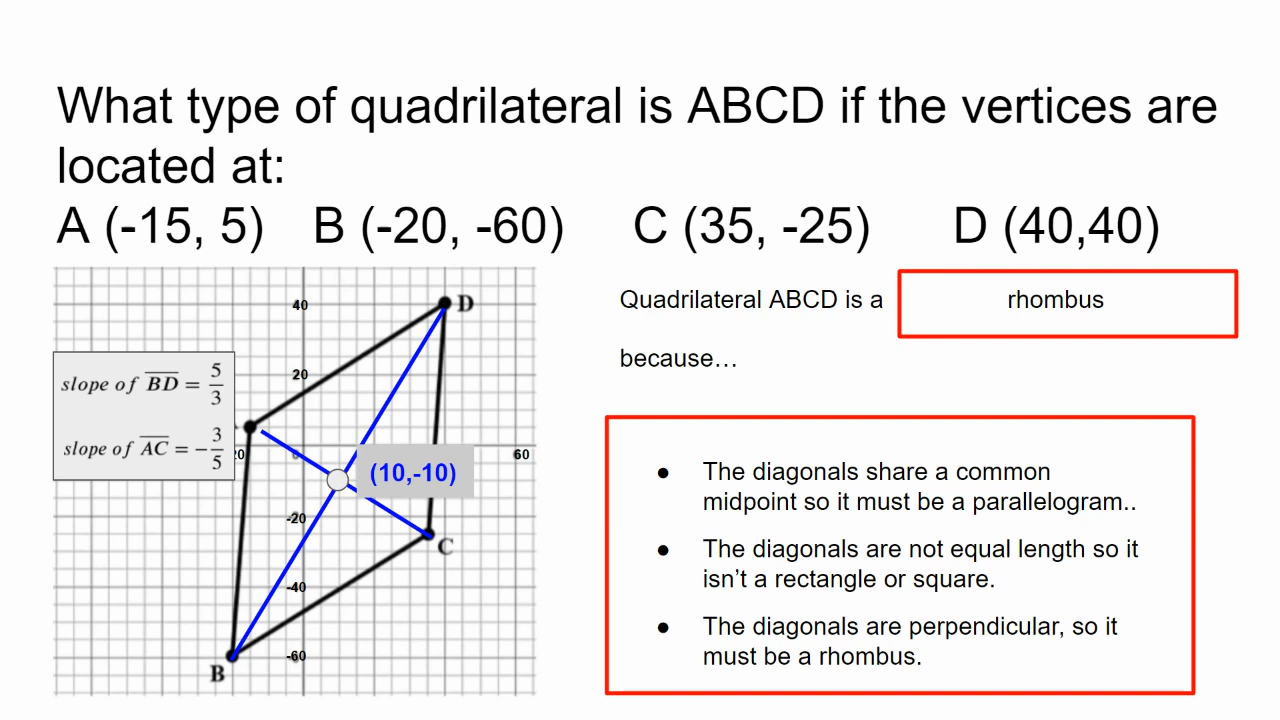 What type of quadrilateral is ABCD if the vertices are
located at:
A (-15, 5) B (-20, -60) C (35, -25) D (40,40)
Quadrilateral ABCD is a rhombus
because…
slope of BD = 5/3
slope of AC = -3/5
40
20
0
20
60
-20
-40
-60
D
C
B
(10,-10)
● The diagonals share a common
midpoint so it must be a parallelogram..
● The diagonals are not equal length so it
isn’t a rectangle or square.
● The diagonals are perpendicular, so it
must be a rhombus.